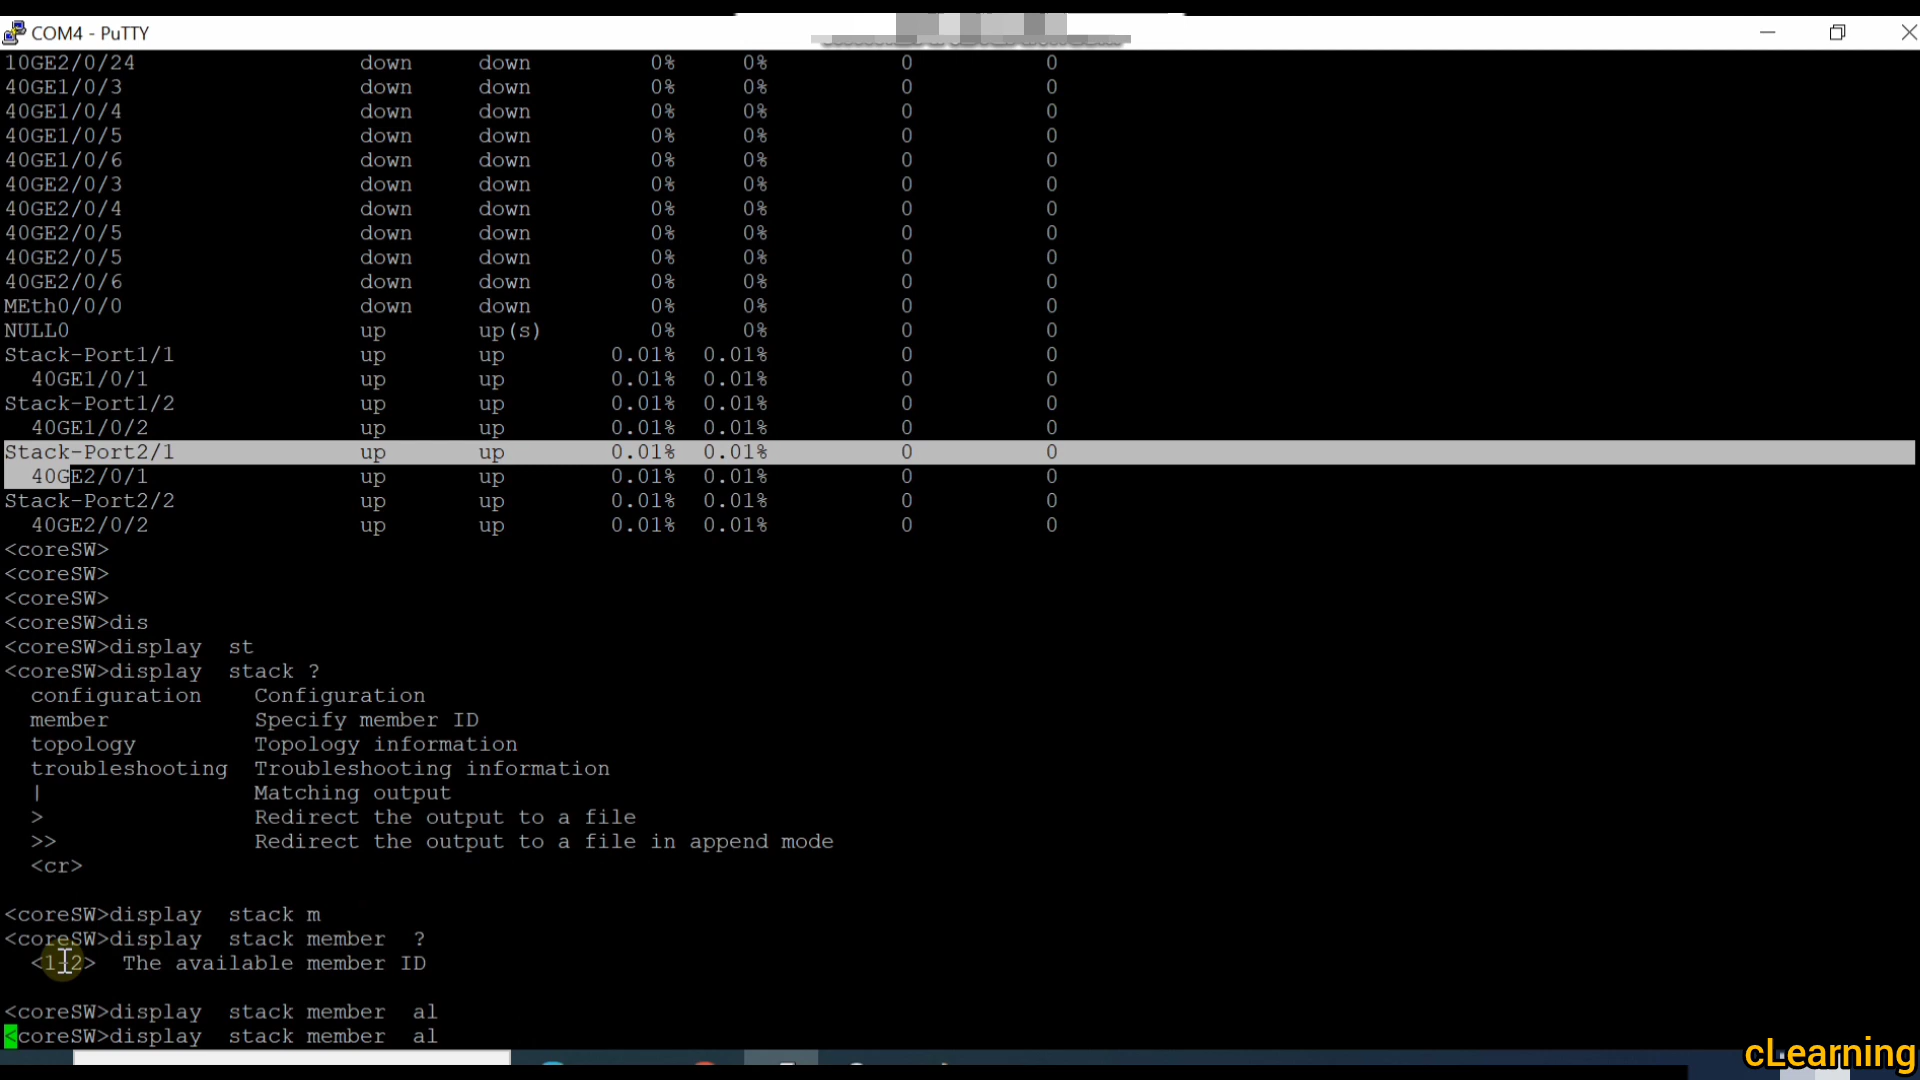 COM4 - PuTTY
10GE2/0/24 down down 0% 0% 0 0
40GE1/0/3 down down 0% 0% 0 0
40GE1/0/4 down down 0% 0% 0 0
40GE1/0/5 down down 0% 0% 0 0
40GE1/0/6 down down 0% 0% 0 0
40GE2/0/3 down down 0% 0% 0 0
40GE2/0/4 down down 0% 0% 0 0
40GE2/0/5 down down 0% 0% 0 0
40GE2/0/5 down down 0% 0% 0 0
40GE2/0/6 down down 0% 0% 0 0
MEth0/0/0 down down 0% 0% 0 0
NULL0 up up(s) 0% 0% 0 0
Stack-Port1/1 up up 0.01% 0.01% 0 0
40GE1/0/1 up up 0.01% 0.01% 0 0
Stack-Port1/2 up up 0.01% 0.01% 0 0
40GE1/0/2 up up 0.01% 0.01% 0 0
Stack-Port2/1 up up 0.01% 0.01% 0 0
40GE2/0/1 up up 0.01% 0.01% 0 0
Stack-Port2/2 up up 0.01% 0.01% 0 0
40GE2/0/2 up up 0.01% 0.01% 0 0
<coreSW>
<coreSW>
<coreSW>
<coreSW>dis
<coreSW>display st
<coreSW>display stack ?
configuration Configuration
member Specify member ID
topology Topology information
troubleshooting Troubleshooting information
| Matching output
> Redirect the output to a file
>> Redirect the output to a file in append mode
<cr>
<coreSW>display stack m
<coreSW>display stack member ?
<1-2> The available member ID
<coreSW>display stack member al
<coreSW>display stack member al
cLearning